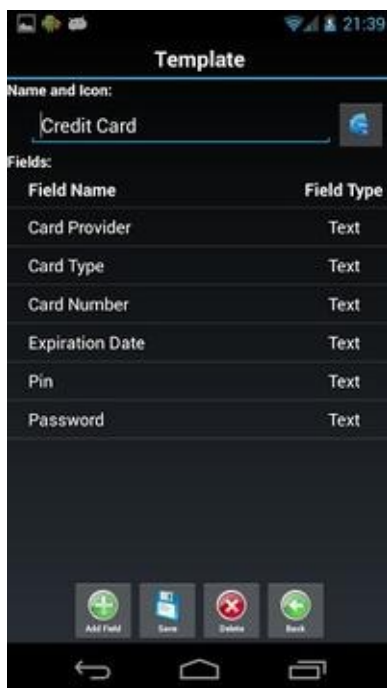 21:39
Template
Name and Icon:
Credit Card
Fields:
Field Name Field Type
Card Provider Text
Card Type Text
Card Number Text
Expiration Date Text
Pin Text
Password Text
Add Field Save Delete Back